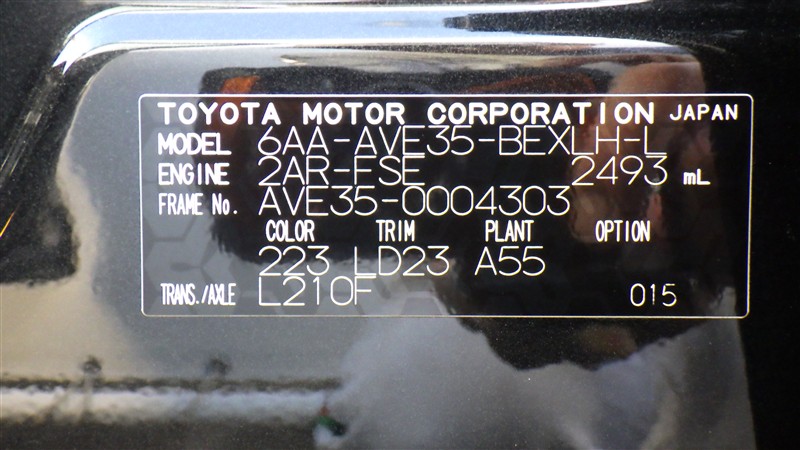 TOYOTA MOTOR CORPORATION JAPAN
MODEL 6AA-AVE35-BEXLH-L
ENGINE 2AR-FSE 2493 mL
FRAME No. AVE35-0004303
COLOR TRIM PLANT OPTION
223 LD23 A55
TRANS./AXLE L210F 015